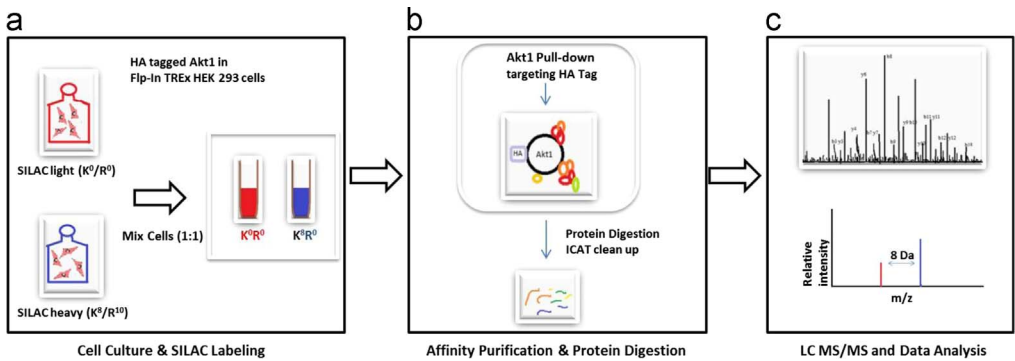 a
HA tagged Akt1 in
Flp-In TREx HEK 293 cells
SILAC light (K⁰/R⁰)
Mix Cells (1:1)
K⁰R⁰
K⁸R⁰
SILAC heavy (K⁸/R¹⁰)
Cell Culture & SILAC Labeling
b
Akt1 Pull-down
targeting HA Tag
HA
Akt1
Protein Digestion
ICAT clean up
Affinity Purification & Protein Digestion
c
Relative
intensity
8 Da
m/z
LC MS/MS and Data Analysis